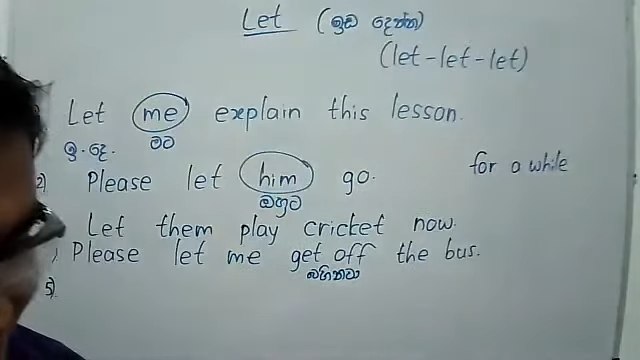 Let (ඉඩ දෙන්න)
(let-let-let)
Let me explain this lesson.
ඉ.දෙ. මට
2) Please let him go. for a while
ඔහුට
Let them play cricket now.
) Please let me get off the bus.
බහිනවා
5)